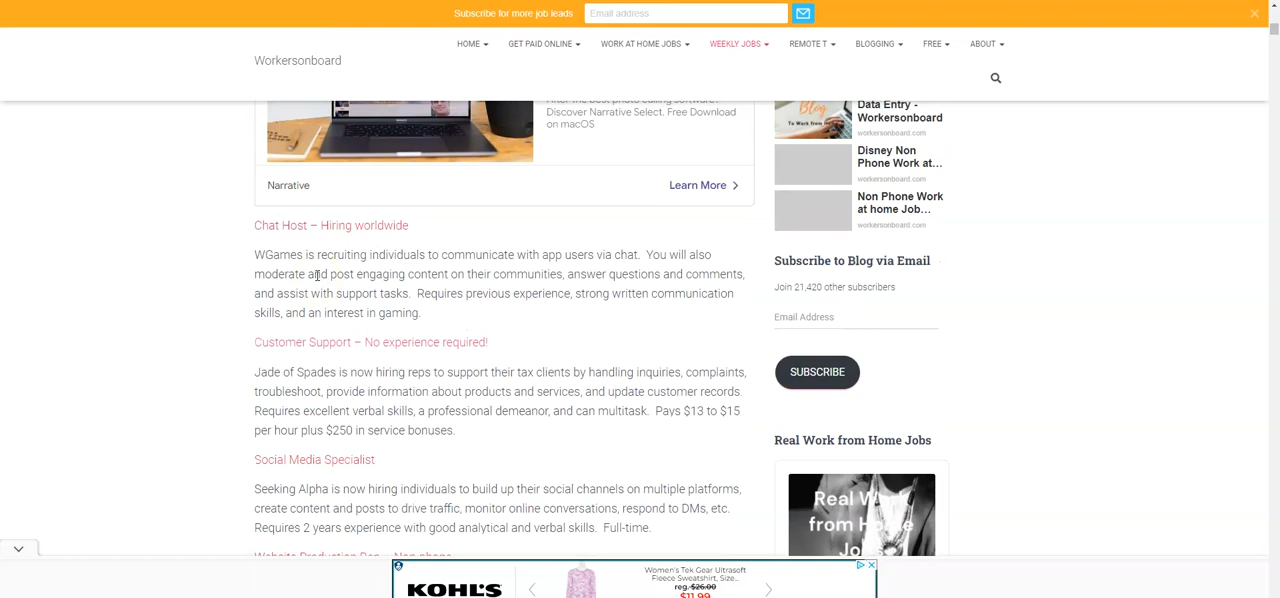 Subscribe for more job leads
Email address
HOME
GET PAID ONLINE
WORK AT HOME JOBS
WEEKLY JOBS
REMOTE T
BLOGGING
FREE
ABOUT
Workersonboard
Discover Narrative Select. Free Download
on macOS
Narrative
Learn More
Chat Host – Hiring worldwide
WGames is recruiting individuals to communicate with app users via chat. You will also
moderate and post engaging content on their communities, answer questions and comments,
and assist with support tasks. Requires previous experience, strong written communication
skills, and an interest in gaming.
Customer Support – No experience required!
Jade of Spades is now hiring reps to support their tax clients by handling inquiries, complaints,
troubleshoot, provide information about products and services, and update customer records.
Requires excellent verbal skills, a professional demeanor, and can multitask. Pays $13 to $15
per hour plus $250 in service bonuses.
Social Media Specialist
Seeking Alpha is now hiring individuals to build up their social channels on multiple platforms,
create content and posts to drive traffic, monitor online conversations, respond to DMs, etc.
Requires 2 years experience with good analytical and verbal skills. Full-time.
Blog
To Work from
Data Entry -
Workersonboard
workersonboard.com
Disney Non
Phone Work at...
workersonboard.com
Non Phone Work
at home Job...
workersonboard.com
Subscribe to Blog via Email
Join 21,420 other subscribers
Email Address
SUBSCRIBE
Real Work from Home Jobs
Real Work
from Home
Jobs
KOHL'S
Women's Tek Gear Ultrasoft
Fleece Sweatshirt, Size...
reg. $26.00
$11.99